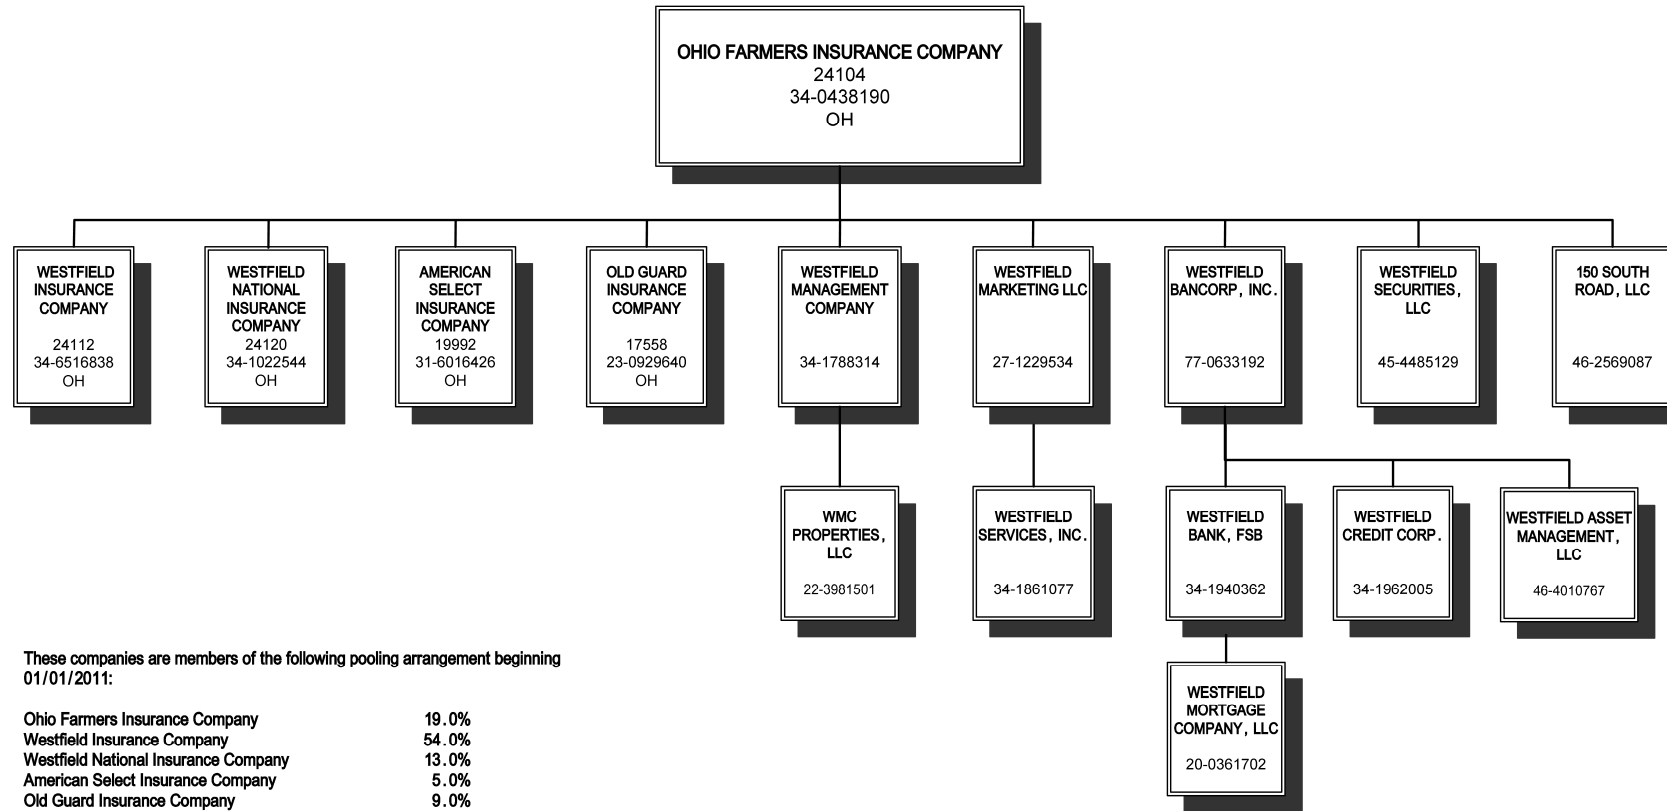 OHIO FARMERS INSURANCE COMPANY
24104
34-0438190
OH
WESTFIELD
INSURANCE
COMPANY
24112
34-6516838
OH
WESTFIELD
NATIONAL
INSURANCE
COMPANY
24120
34-1022544
OH
AMERICAN
SELECT
INSURANCE
COMPANY
19992
31-6016426
OH
OLD GUARD
INSURANCE
COMPANY
17558
23-0929640
OH
WESTFIELD
MANAGEMENT
COMPANY
34-1788314
WESTFIELD
MARKETING LLC
27-1229534
WESTFIELD
BANCORP, INC.
77-0633192
WESTFIELD
SECURITIES,
LLC
45-4485129
150 SOUTH
ROAD, LLC
46-2569087
WMC
PROPERTIES,
LLC
22-3981501
WESTFIELD
SERVICES, INC.
34-1861077
WESTFIELD
BANK, FSB
34-1940362
WESTFIELD
CREDIT CORP.
34-1962005
WESTFIELD ASSET
MANAGEMENT,
LLC
46-4010767
WESTFIELD
MORTGAGE
COMPANY, LLC
20-0361702
These companies are members of the following pooling arrangement beginning
01/01/2011:
Ohio Farmers Insurance Company 19.0%
Westfield Insurance Company 54.0%
Westfield National Insurance Company 13.0%
American Select Insurance Company 5.0%
Old Guard Insurance Company 9.0%